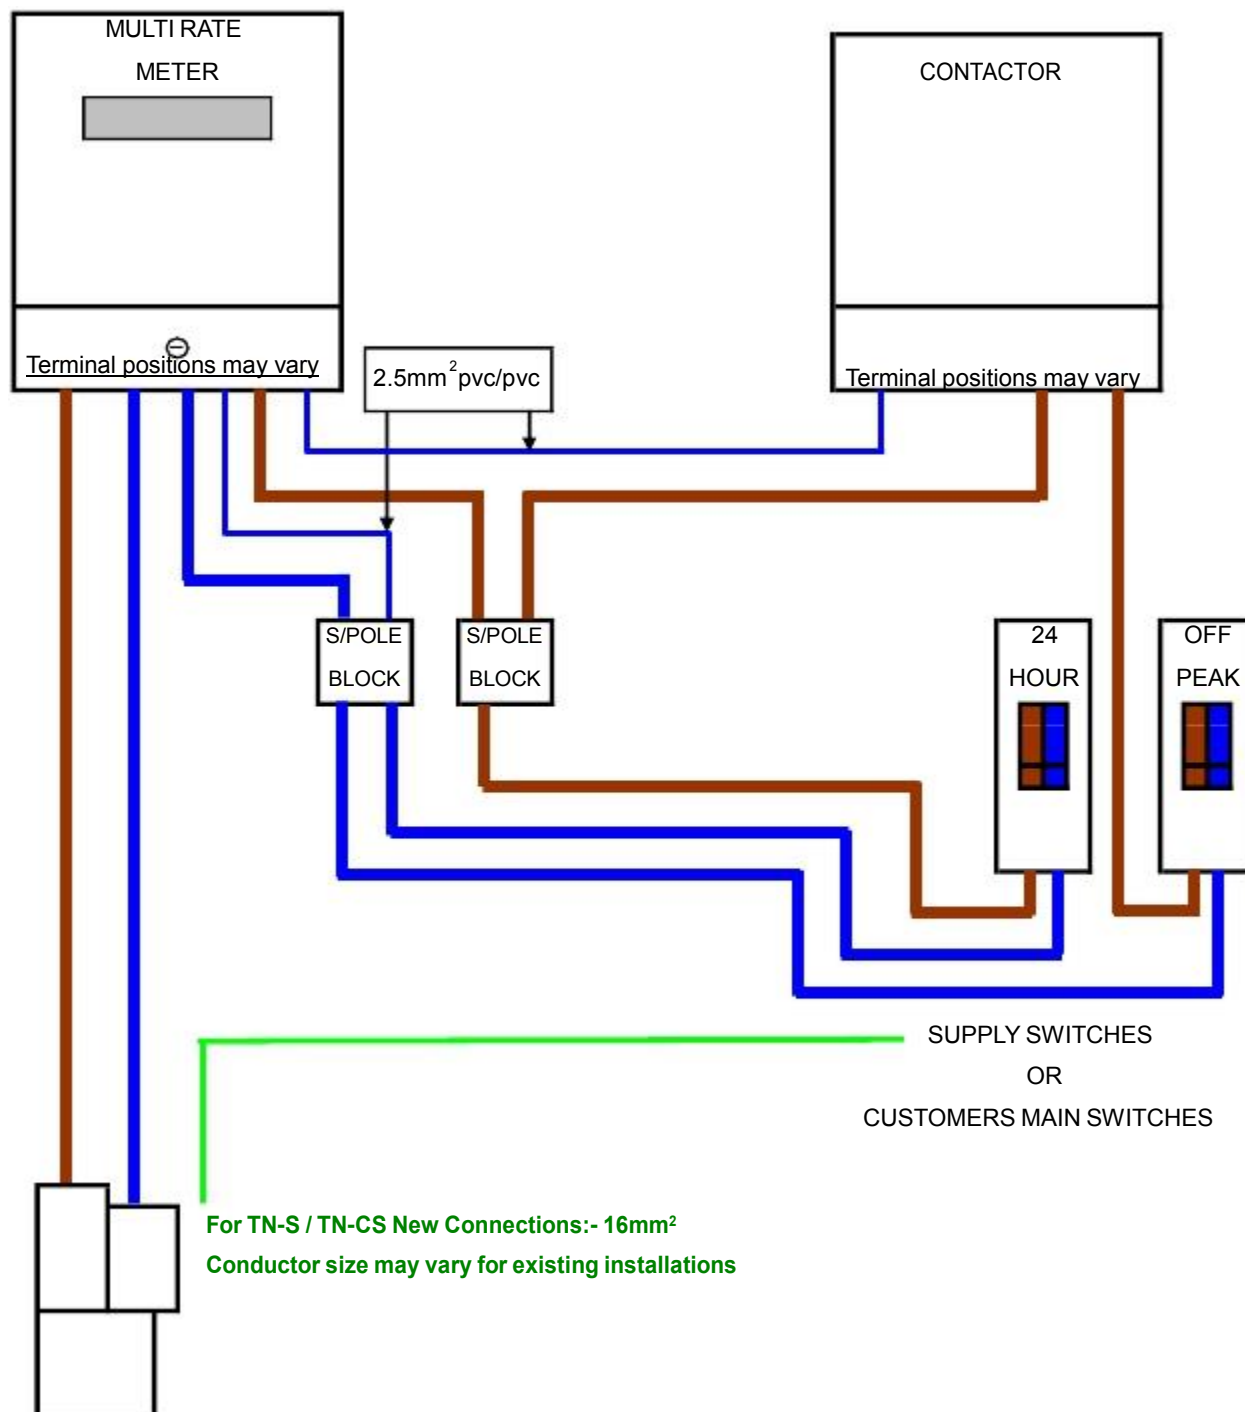 MULTI RATE
METER
CONTACTOR
Terminal positions may vary
2.5mm²pvc/pvc
Terminal positions may vary
S/POLE
BLOCK
S/POLE
BLOCK
24
HOUR
OFF
PEAK
SUPPLY SWITCHES
OR
CUSTOMERS MAIN SWITCHES
For TN-S / TN-CS New Connections:- 16mm²
Conductor size may vary for existing installations